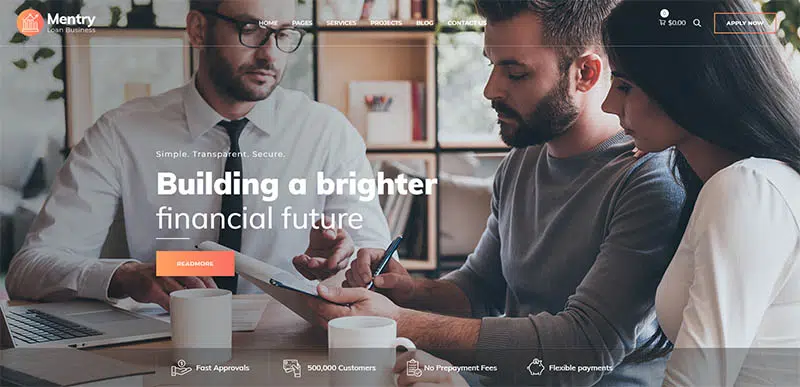 Mentry
Loan Business
HOME PAGES SERVICES PROJECTS BLOG CONTACT US
0
$0.00
APPLY NOW
Simple. Transparent. Secure.
Building a brighter
financial future
READMORE
Fast Approvals
500,000 Customers
No Prepayment Fees
Flexible payments